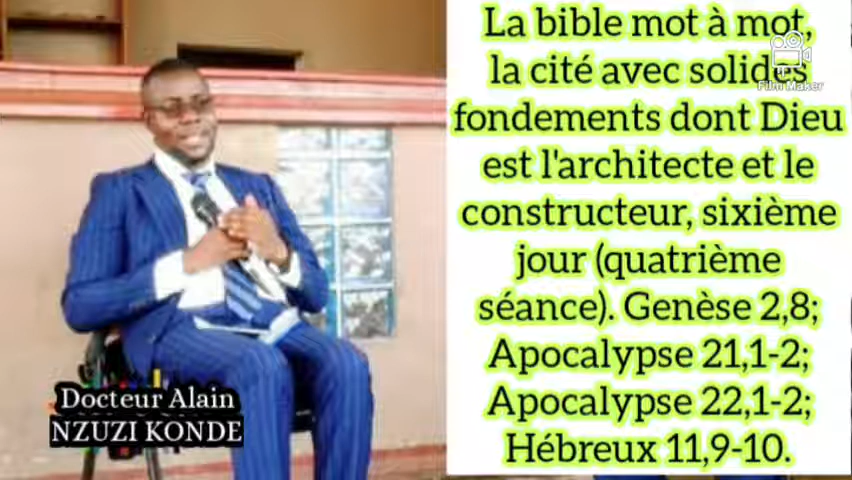 La bible mot à mot,
la cité avec solides
fondements dont Dieu
est l'architecte et le
constructeur, sixième
jour (quatrième
séance). Genèse 2,8;
Apocalypse 21,1-2;
Apocalypse 22,1-2;
Hébreux 11,9-10.
Film Maker
Docteur Alain
NZUZI KONDE